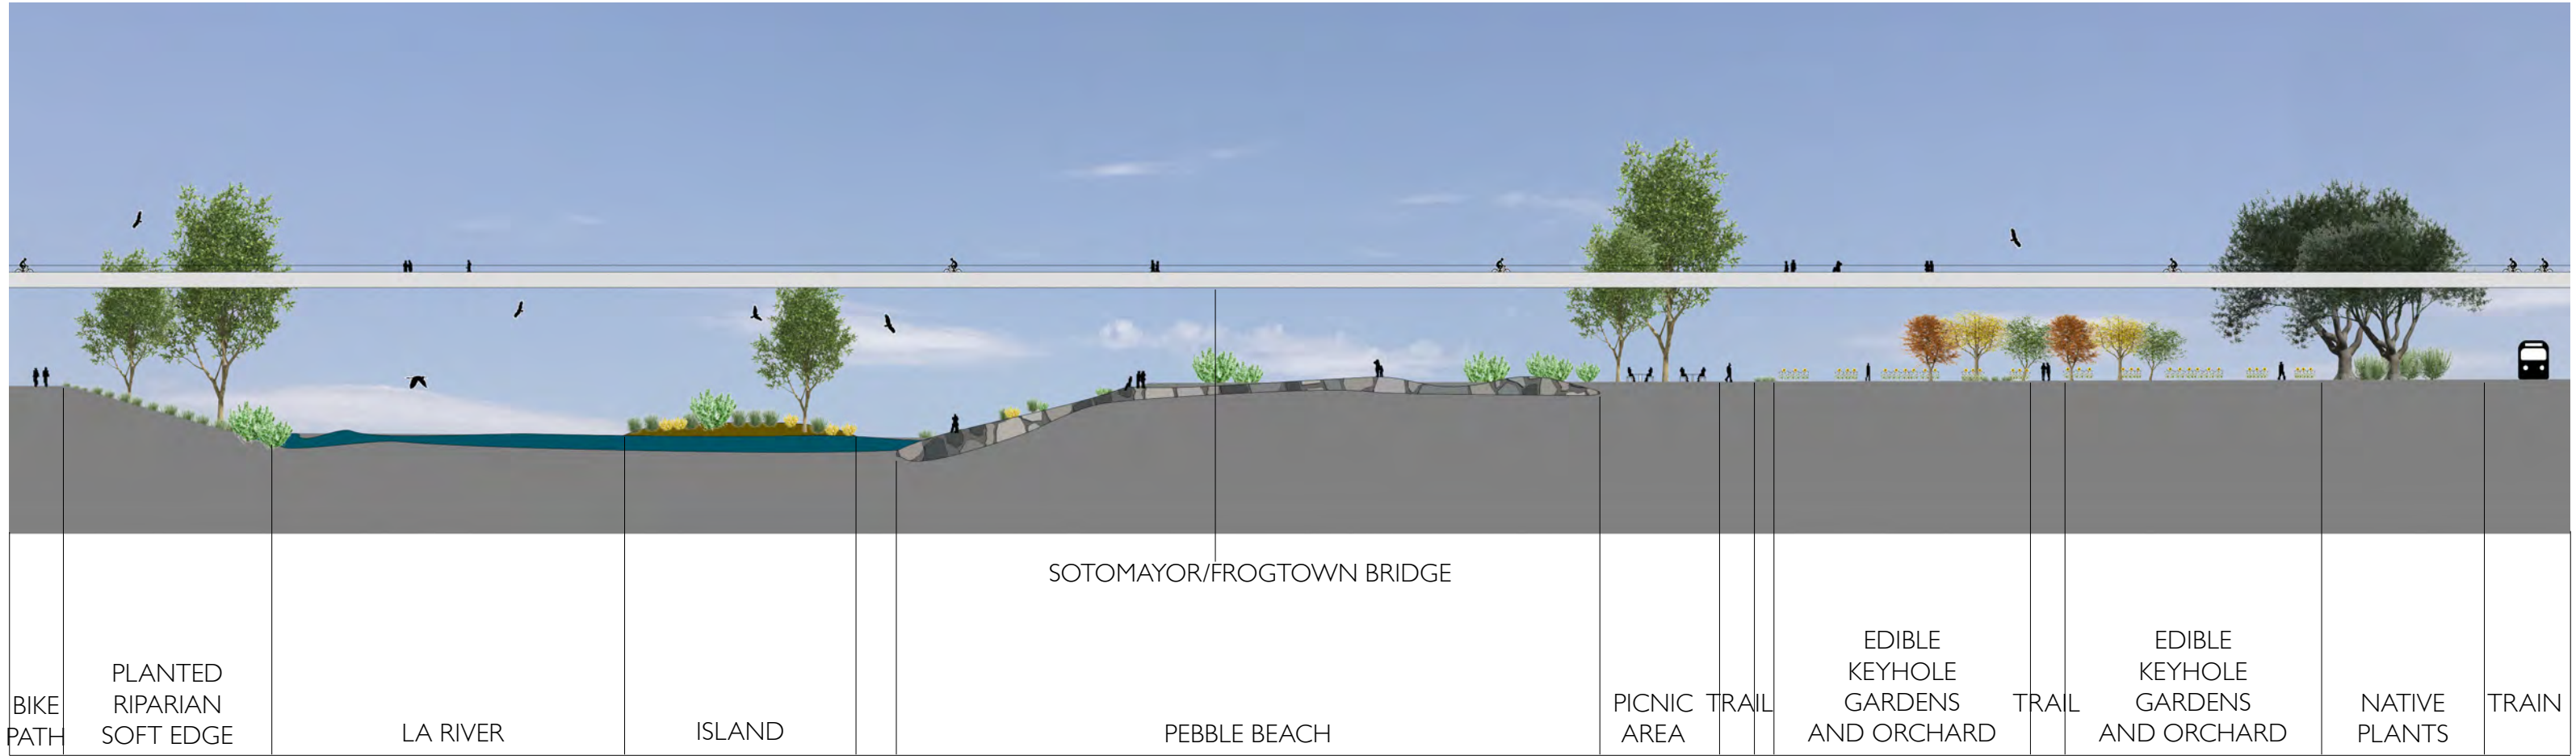 SOTOMAYOR/FROGTOWN BRIDGE
BIKE
PATH
PLANTED
RIPARIAN
SOFT EDGE
LA RIVER
ISLAND
PEBBLE BEACH
PICNIC
AREA
TRAIL
EDIBLE
KEYHOLE
GARDENS
AND ORCHARD
TRAIL
EDIBLE
KEYHOLE
GARDENS
AND ORCHARD
NATIVE
PLANTS
TRAIN